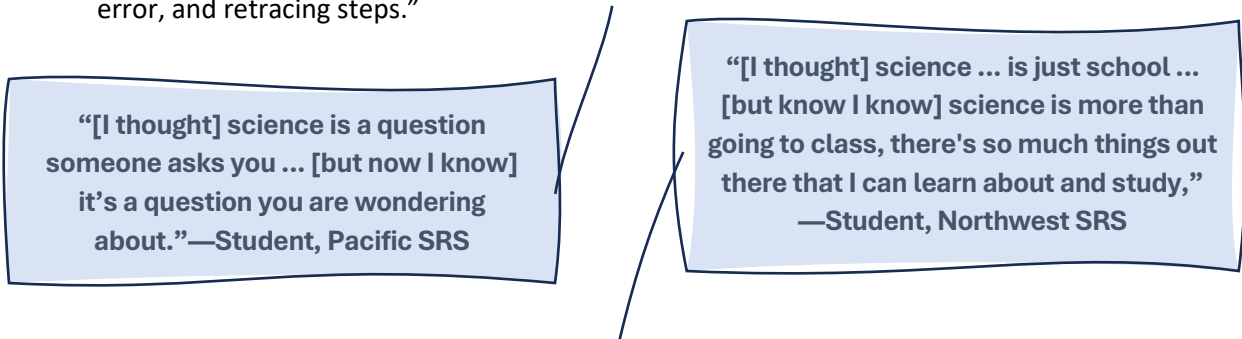 error, and retracing steps.”
“[I thought] science is a question
someone asks you ... [but now I know]
it’s a question you are wondering
about.”—Student, Pacific SRS
“[I thought] science ... is just school ...
[but know I know] science is more than
going to class, there's so much things out
there that I can learn about and study,”
—Student, Northwest SRS